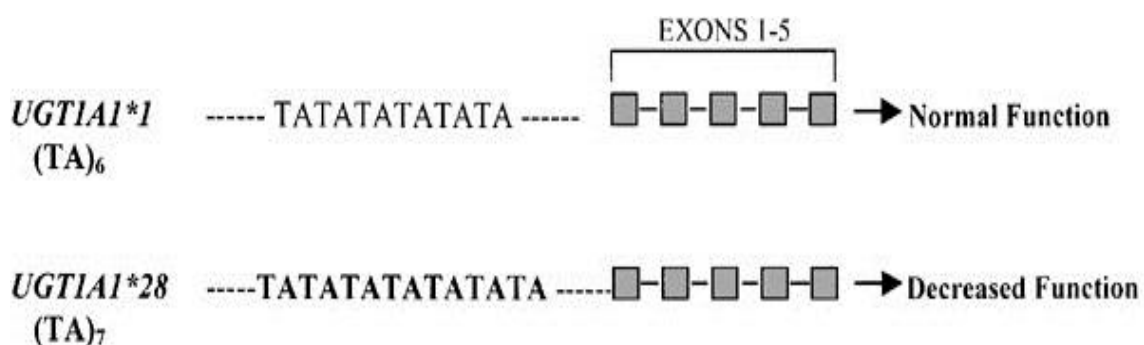 EXONS 1-5
UGT1A1*1 ------ TATATATATATA ------ Normal Function
(TA)6
UGT1A1*28 -----TATATATATATATA ------ Decreased Function
(TA)7